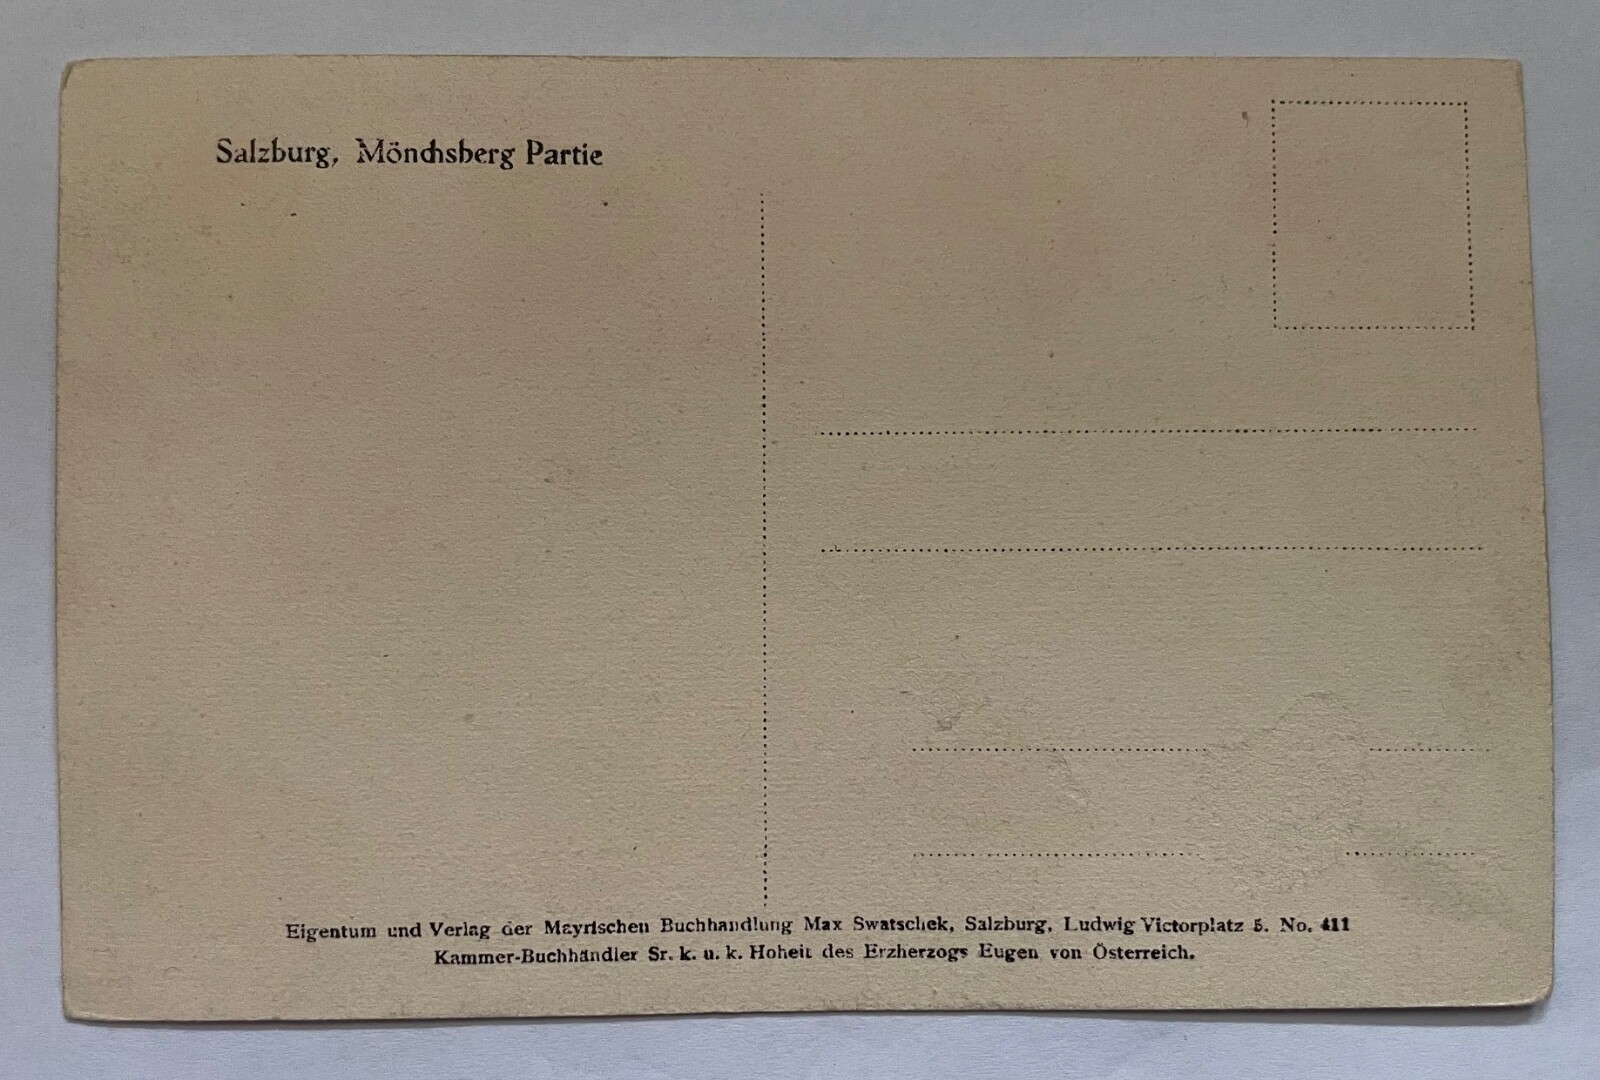 Salzburg, Mönchsberg Partie
Eigentum und Verlag der Mayrischen Buchhandlung Max Swatschek, Salzburg, Ludwig Victorplatz 5. No. 411
Kammer-Buchhändler Sr. k. u. k. Hoheit des Erzherzogs Eugen von Österreich.